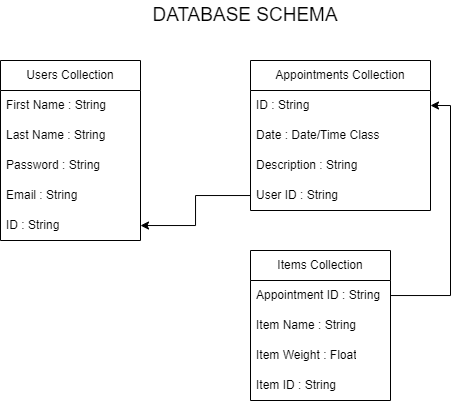 DATABASE SCHEMA
Users Collection
First Name : String
Last Name : String
Password : String
Email : String
ID : String
Appointments Collection
ID : String
Date : Date/Time Class
Description : String
User ID : String
Items Collection
Appointment ID : String
Item Name : String
Item Weight : Float
Item ID : String